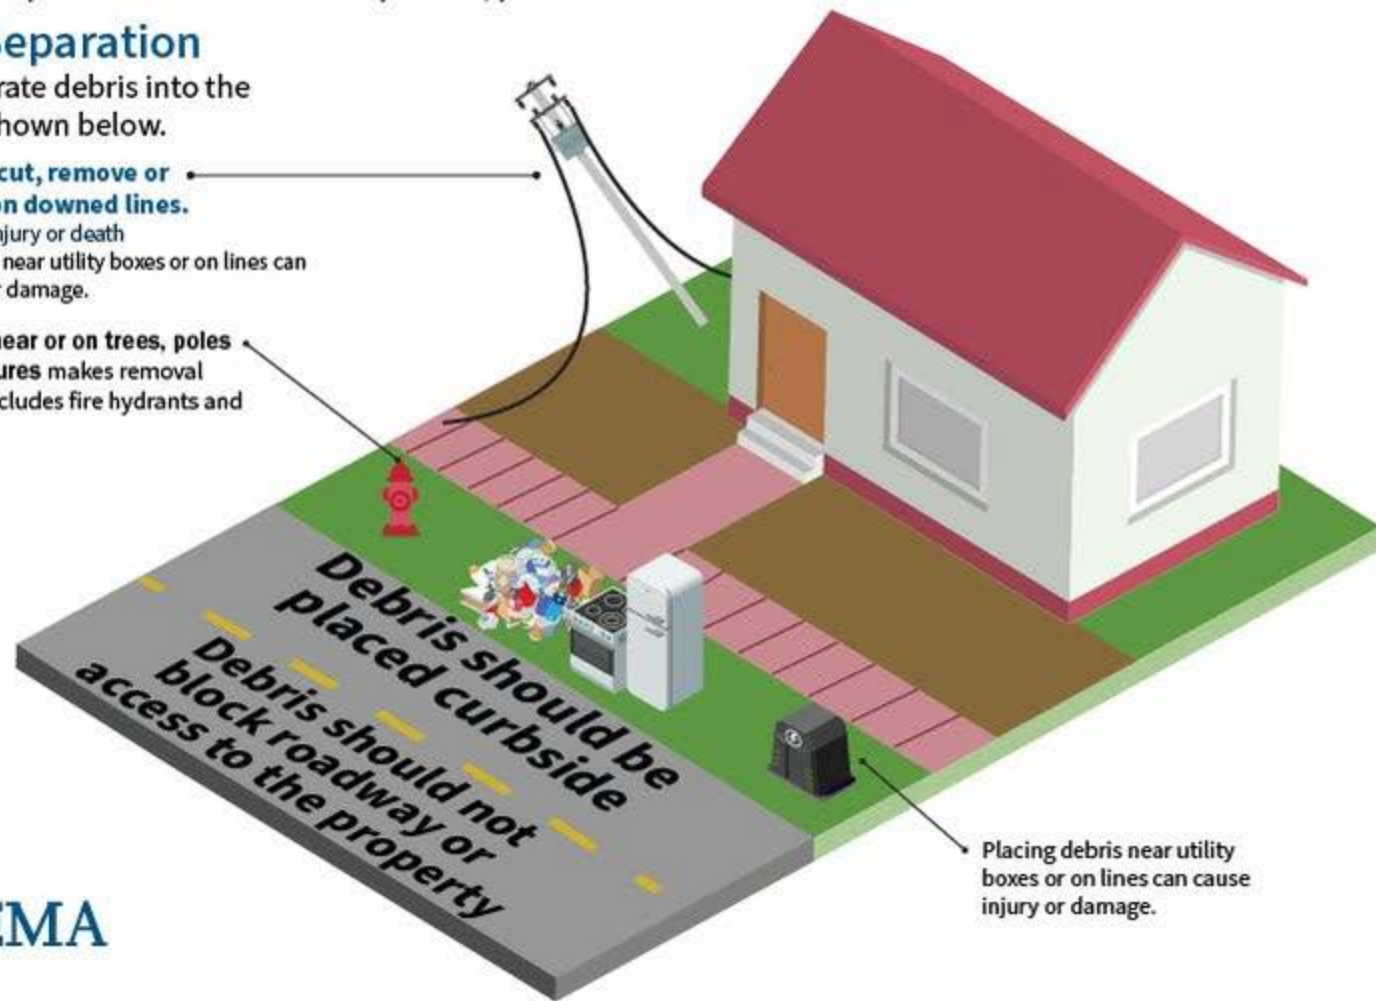 Separation
rate debris into the
hown below.
cut, remove or
on downed lines.
njury or death
near utility boxes or on lines can
r damage.
near or on trees, poles
ures makes removal
cludes fire hydrants and
Debris should be
placed curbside
Debris should not
block roadway or
access to the property
Placing debris near utility
boxes or on lines can cause
injury or damage.
EMA